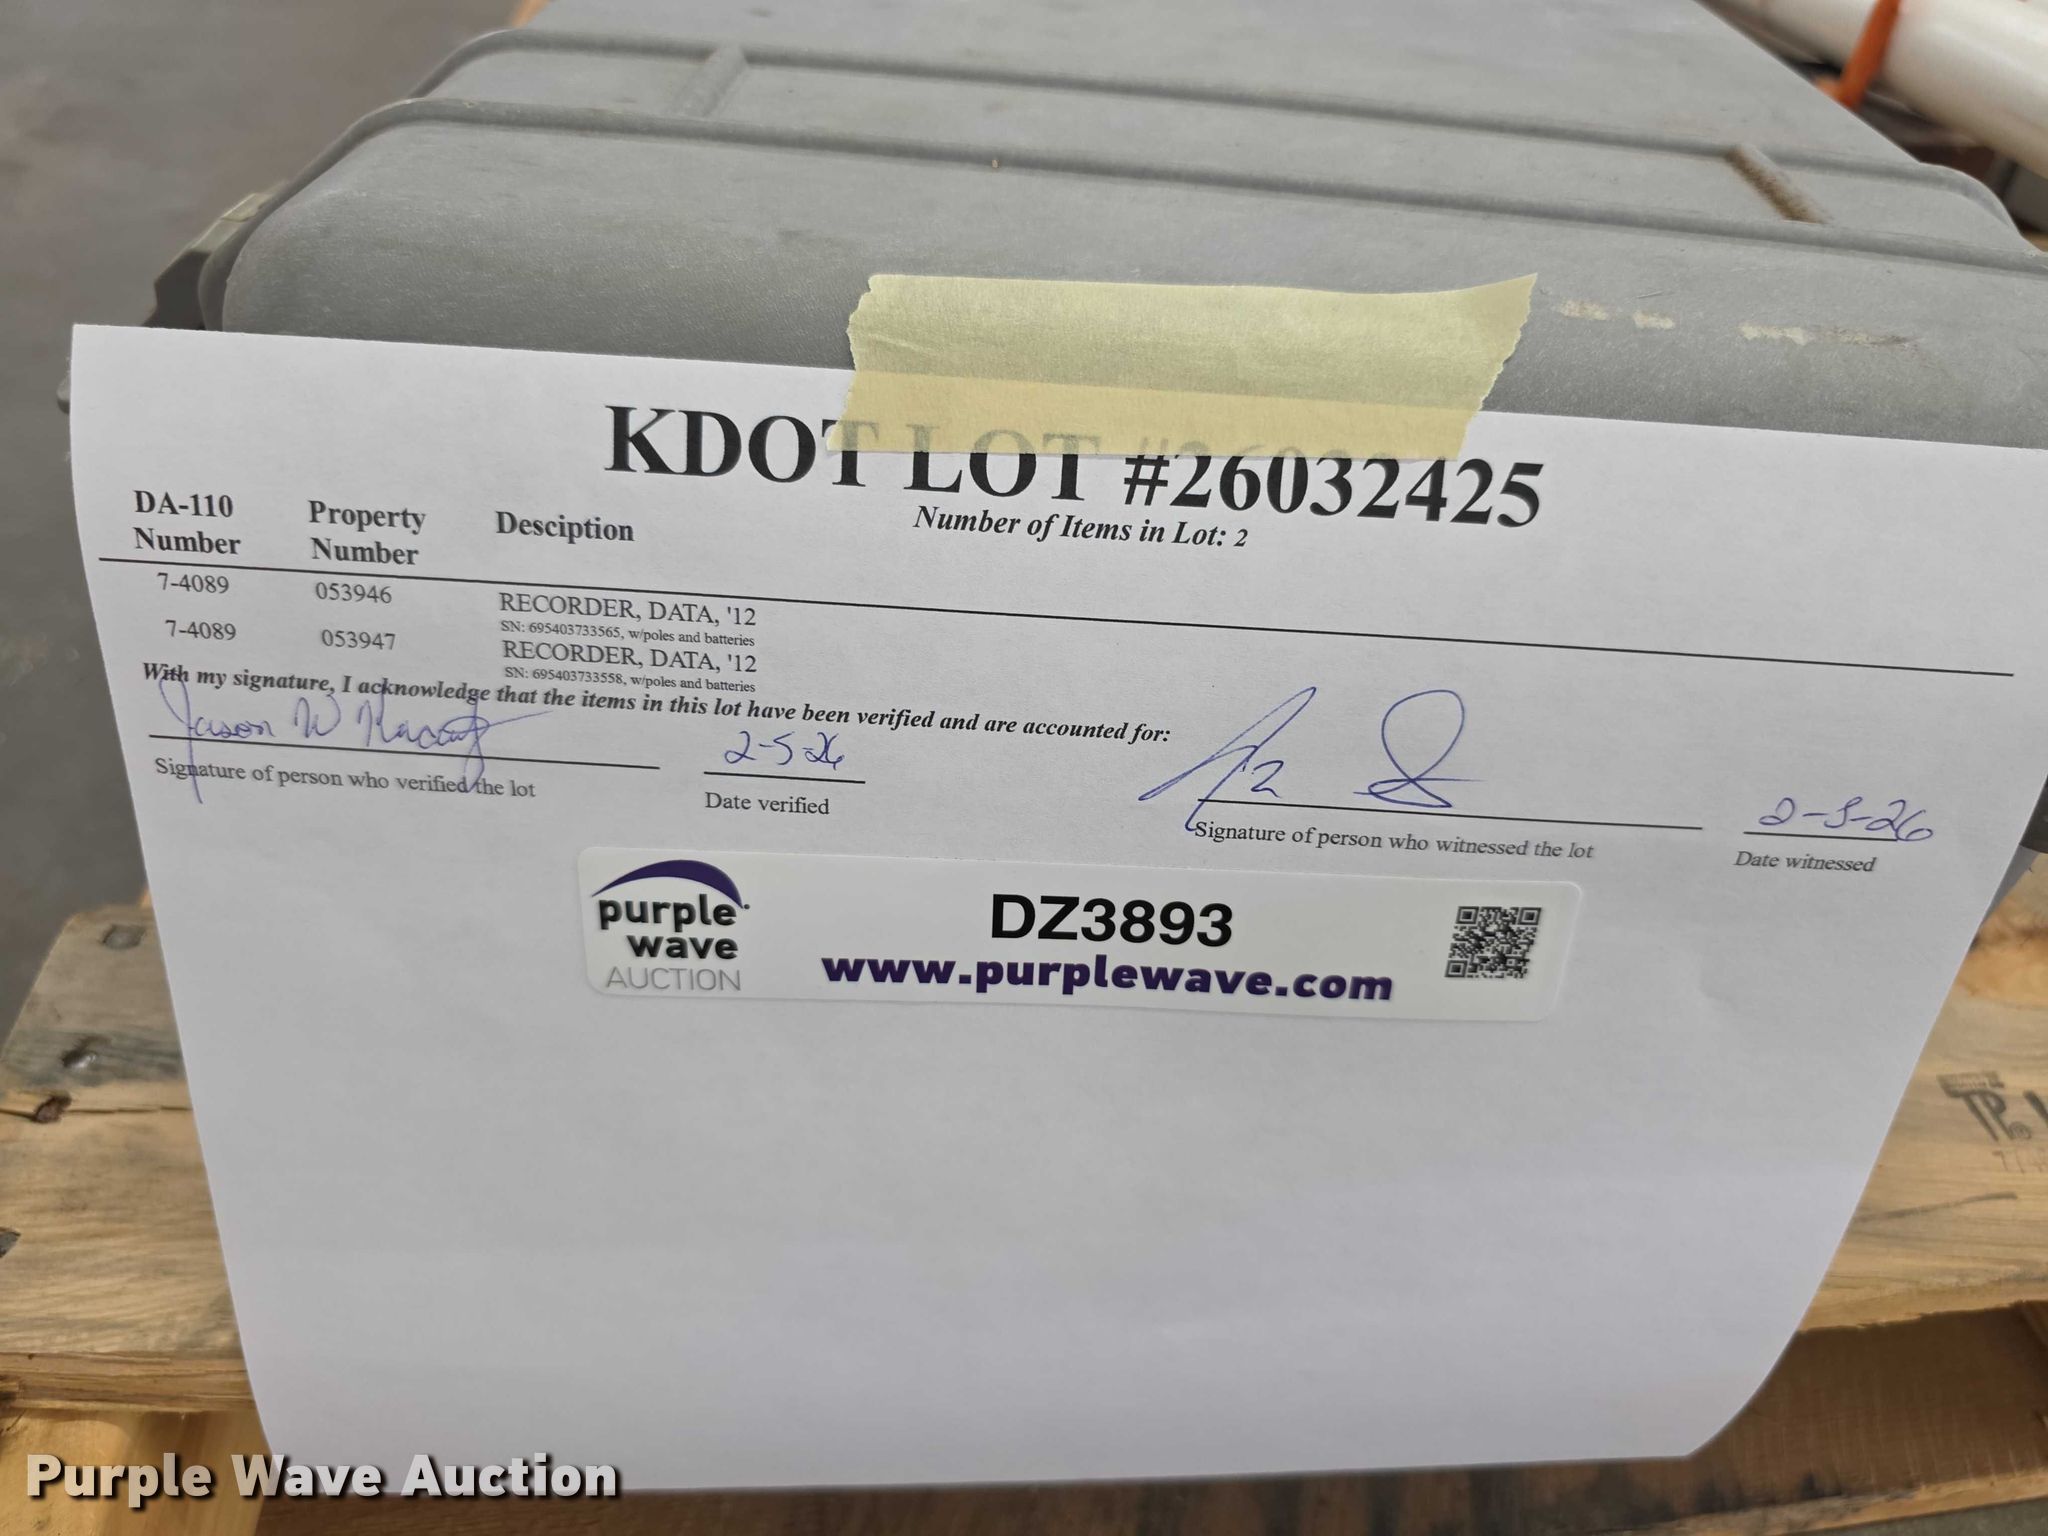 KDOT LOT #26032425
Number of Items in Lot: 2
DA-110 Number Property Number Desciption
7-4089 053946 RECORDER, DATA, '12
SN: 695403733565, w/poles and batteries
7-4089 053947 RECORDER, DATA, '12
SN: 695403733558, w/poles and batteries
With my signature, I acknowledge that the items in this lot have been verified and are accounted for:
Jason W 2-5-26 2-5-26
Signature of person who verified the lot Date verified Signature of person who witnessed the lot Date witnessed
purple wave AUCTION
DZ3893
www.purplewave.com
TP
Purple Wave Auction